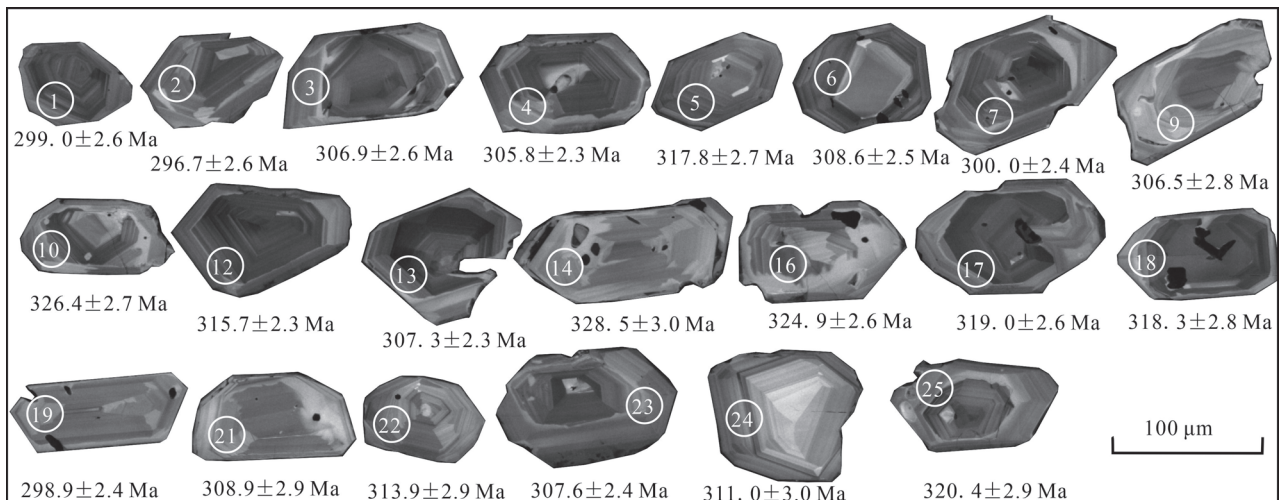 1 2 3 4 5 6 7 9
299. 0±2.6 Ma
296.7±2.6 Ma
306.9±2.6 Ma
305.8±2.3 Ma
317.8±2.7 Ma
308.6±2.5 Ma
300. 0±2.4 Ma
306.5±2.8 Ma
10 12 13 14 16 17 18
326.4±2.7 Ma
315.7±2.3 Ma
307. 3±2.3 Ma
328.5±3.0 Ma
324.9±2.6 Ma
319.0±2.6 Ma
318.3±2.8 Ma
19 21 22 23 24 25
100 μm
298.9±2.4 Ma
308.9±2.9 Ma
313.9±2.9 Ma
307.6±2.4 Ma
311. 0±3.0 Ma
320.4±2.9 Ma